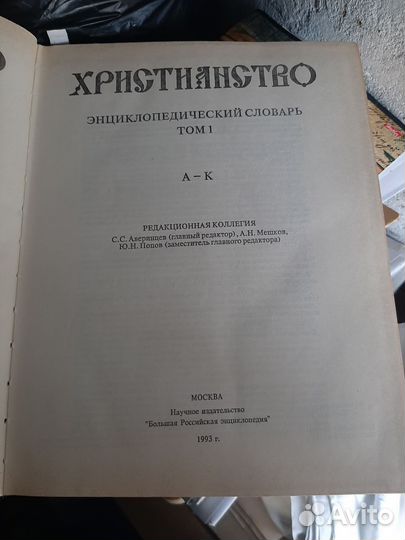 ХРИСТИАНСТВО
ЭНЦИКЛОПЕДИЧЕСКИЙ СЛОВАРЬ
ТОМ 1
А – К
РЕДАКЦИОННАЯ КОЛЛЕГИЯ
С.С. Аверинцев (главный редактор), А.Н. Мешков,
Ю.Н. Попов (заместитель главного редактора)
МОСКВА
Научное издательство
"Большая Российская энциклопедия"
1993 г.
Avito